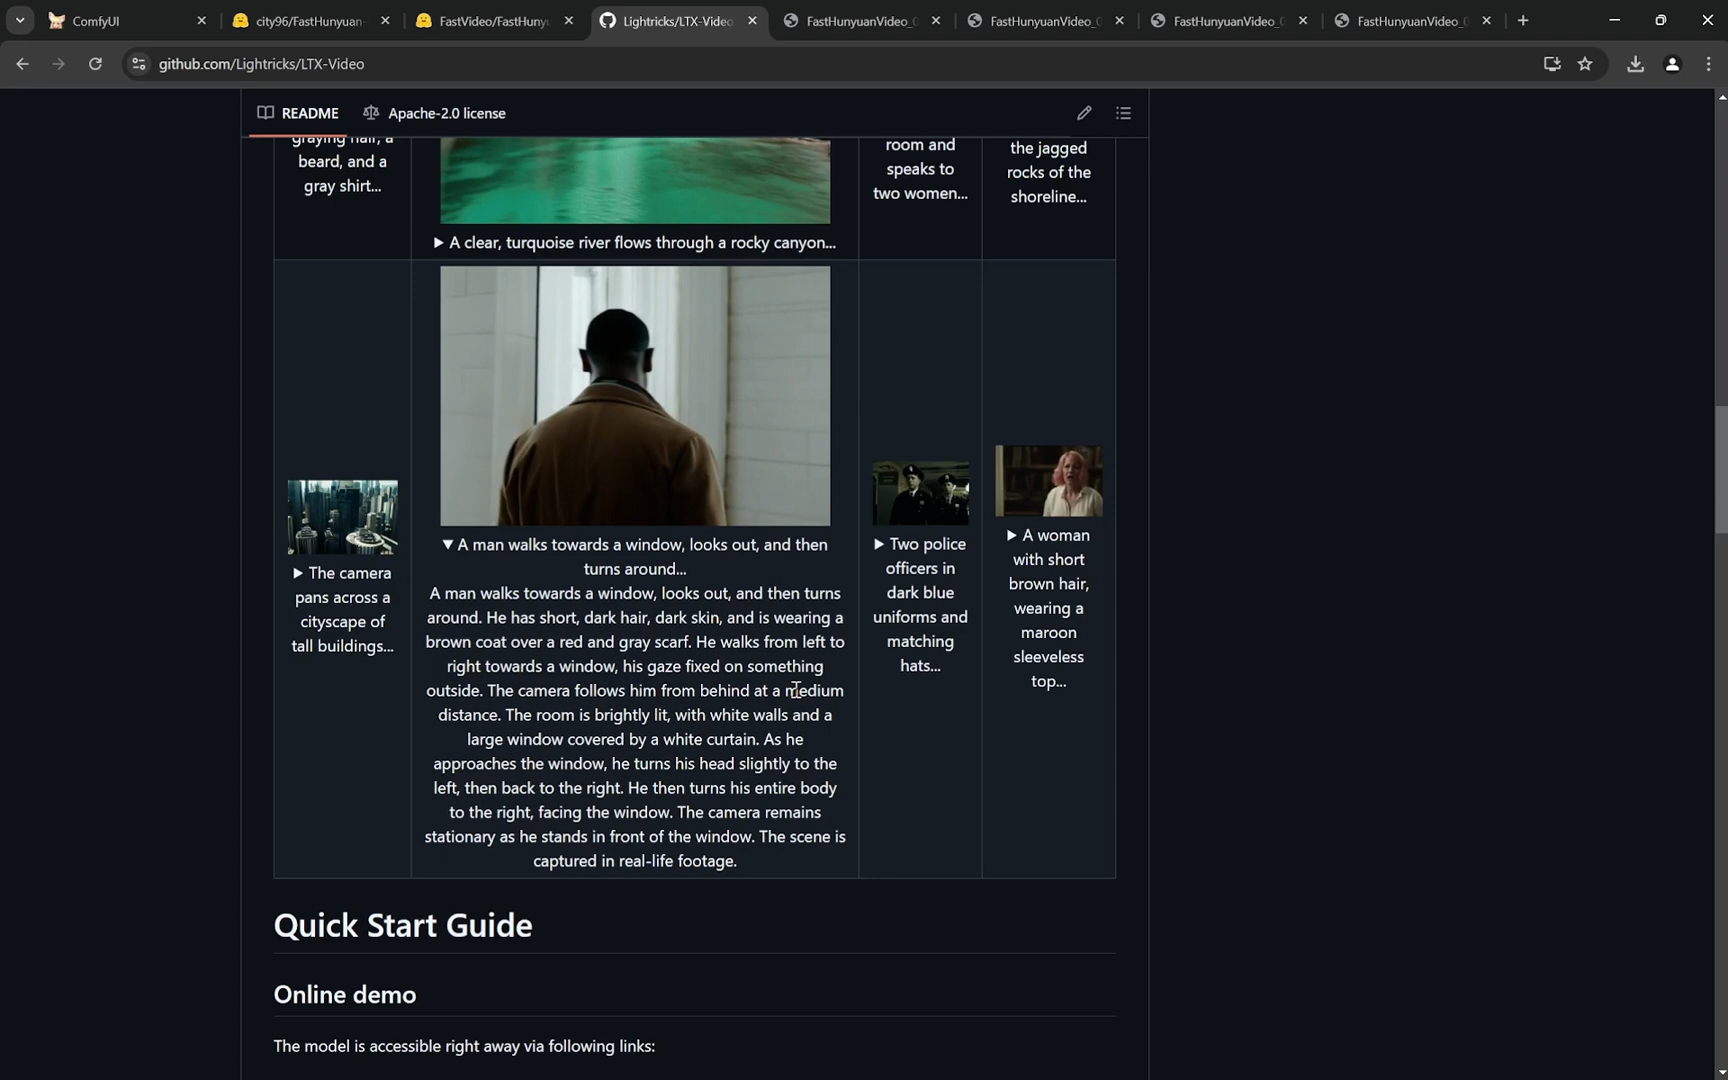 ComfyUI
city96/FastHunyuan-
FastVideo/FastHuny
Lightricks/LTX-Video
FastHunyuanVideo_
FastHunyuanVideo_
FastHunyuanVideo_
FastHunyuanVideo_
github.com/Lightricks/LTX-Video
README
Apache-2.0 license
graying hair, a
beard, and a
gray shirt...
▶ A clear, turquoise river flows through a rocky canyon...
room and
speaks to
two women...
the jagged
rocks of the
shoreline...
▶ The camera
pans across a
cityscape of
tall buildings...
▼ A man walks towards a window, looks out, and then
turns around...
A man walks towards a window, looks out, and then turns
around. He has short, dark hair, dark skin, and is wearing a
brown coat over a red and gray scarf. He walks from left to
right towards a window, his gaze fixed on something
outside. The camera follows him from behind at a medium
distance. The room is brightly lit, with white walls and a
large window covered by a white curtain. As he
approaches the window, he turns his head slightly to the
left, then back to the right. He then turns his entire body
to the right, facing the window. The camera remains
stationary as he stands in front of the window. The scene is
captured in real-life footage.
▶ Two police
officers in
dark blue
uniforms and
matching
hats...
▶ A woman
with short
brown hair,
wearing a
maroon
sleeveless
top...
Quick Start Guide
Online demo
The model is accessible right away via following links: